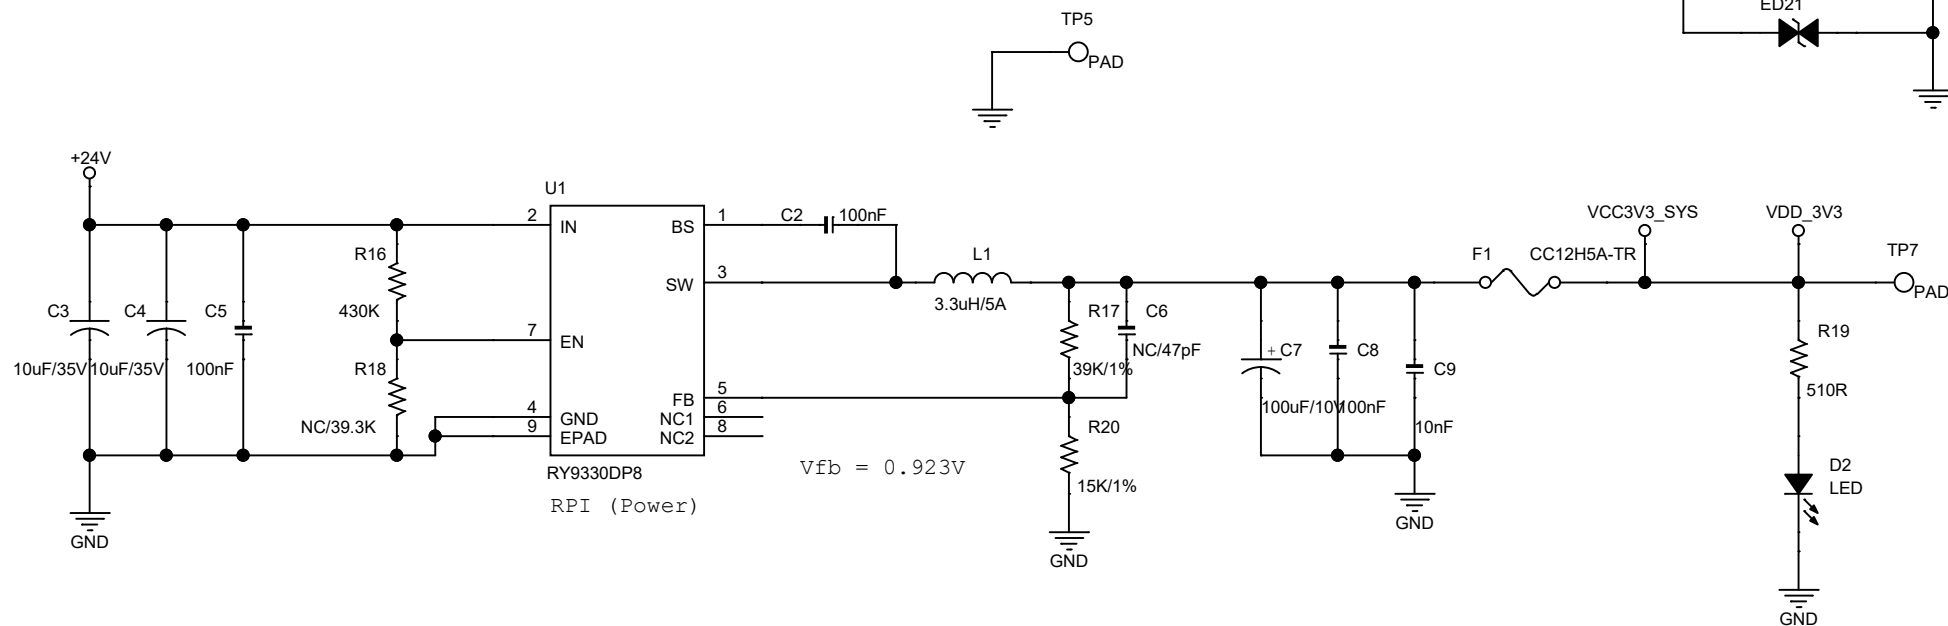 TP5
PAD
ED21
+24V
U1
2
IN
BS
1
C2
100nF
VCC3V3_SYS
VDD_3V3
TP7
PAD
R16
430K
SW
3
L1
3.3uH/5A
F1
CC12H5A-TR
C3
10uF/35V
C4
10uF/35V
C5
100nF
7
EN
R18
NC/39.3K
R17
39K/1%
C6
NC/47pF
+ C7
100uF/10V
C8
100nF
C9
10nF
R19
510R
FB
5
4
GND
NC1
6
9
EPAD
NC2
8
R20
15K/1%
RY9330DP8
Vfb = 0.923V
RPI (Power)
D2
LED
GND
GND
GND
GND